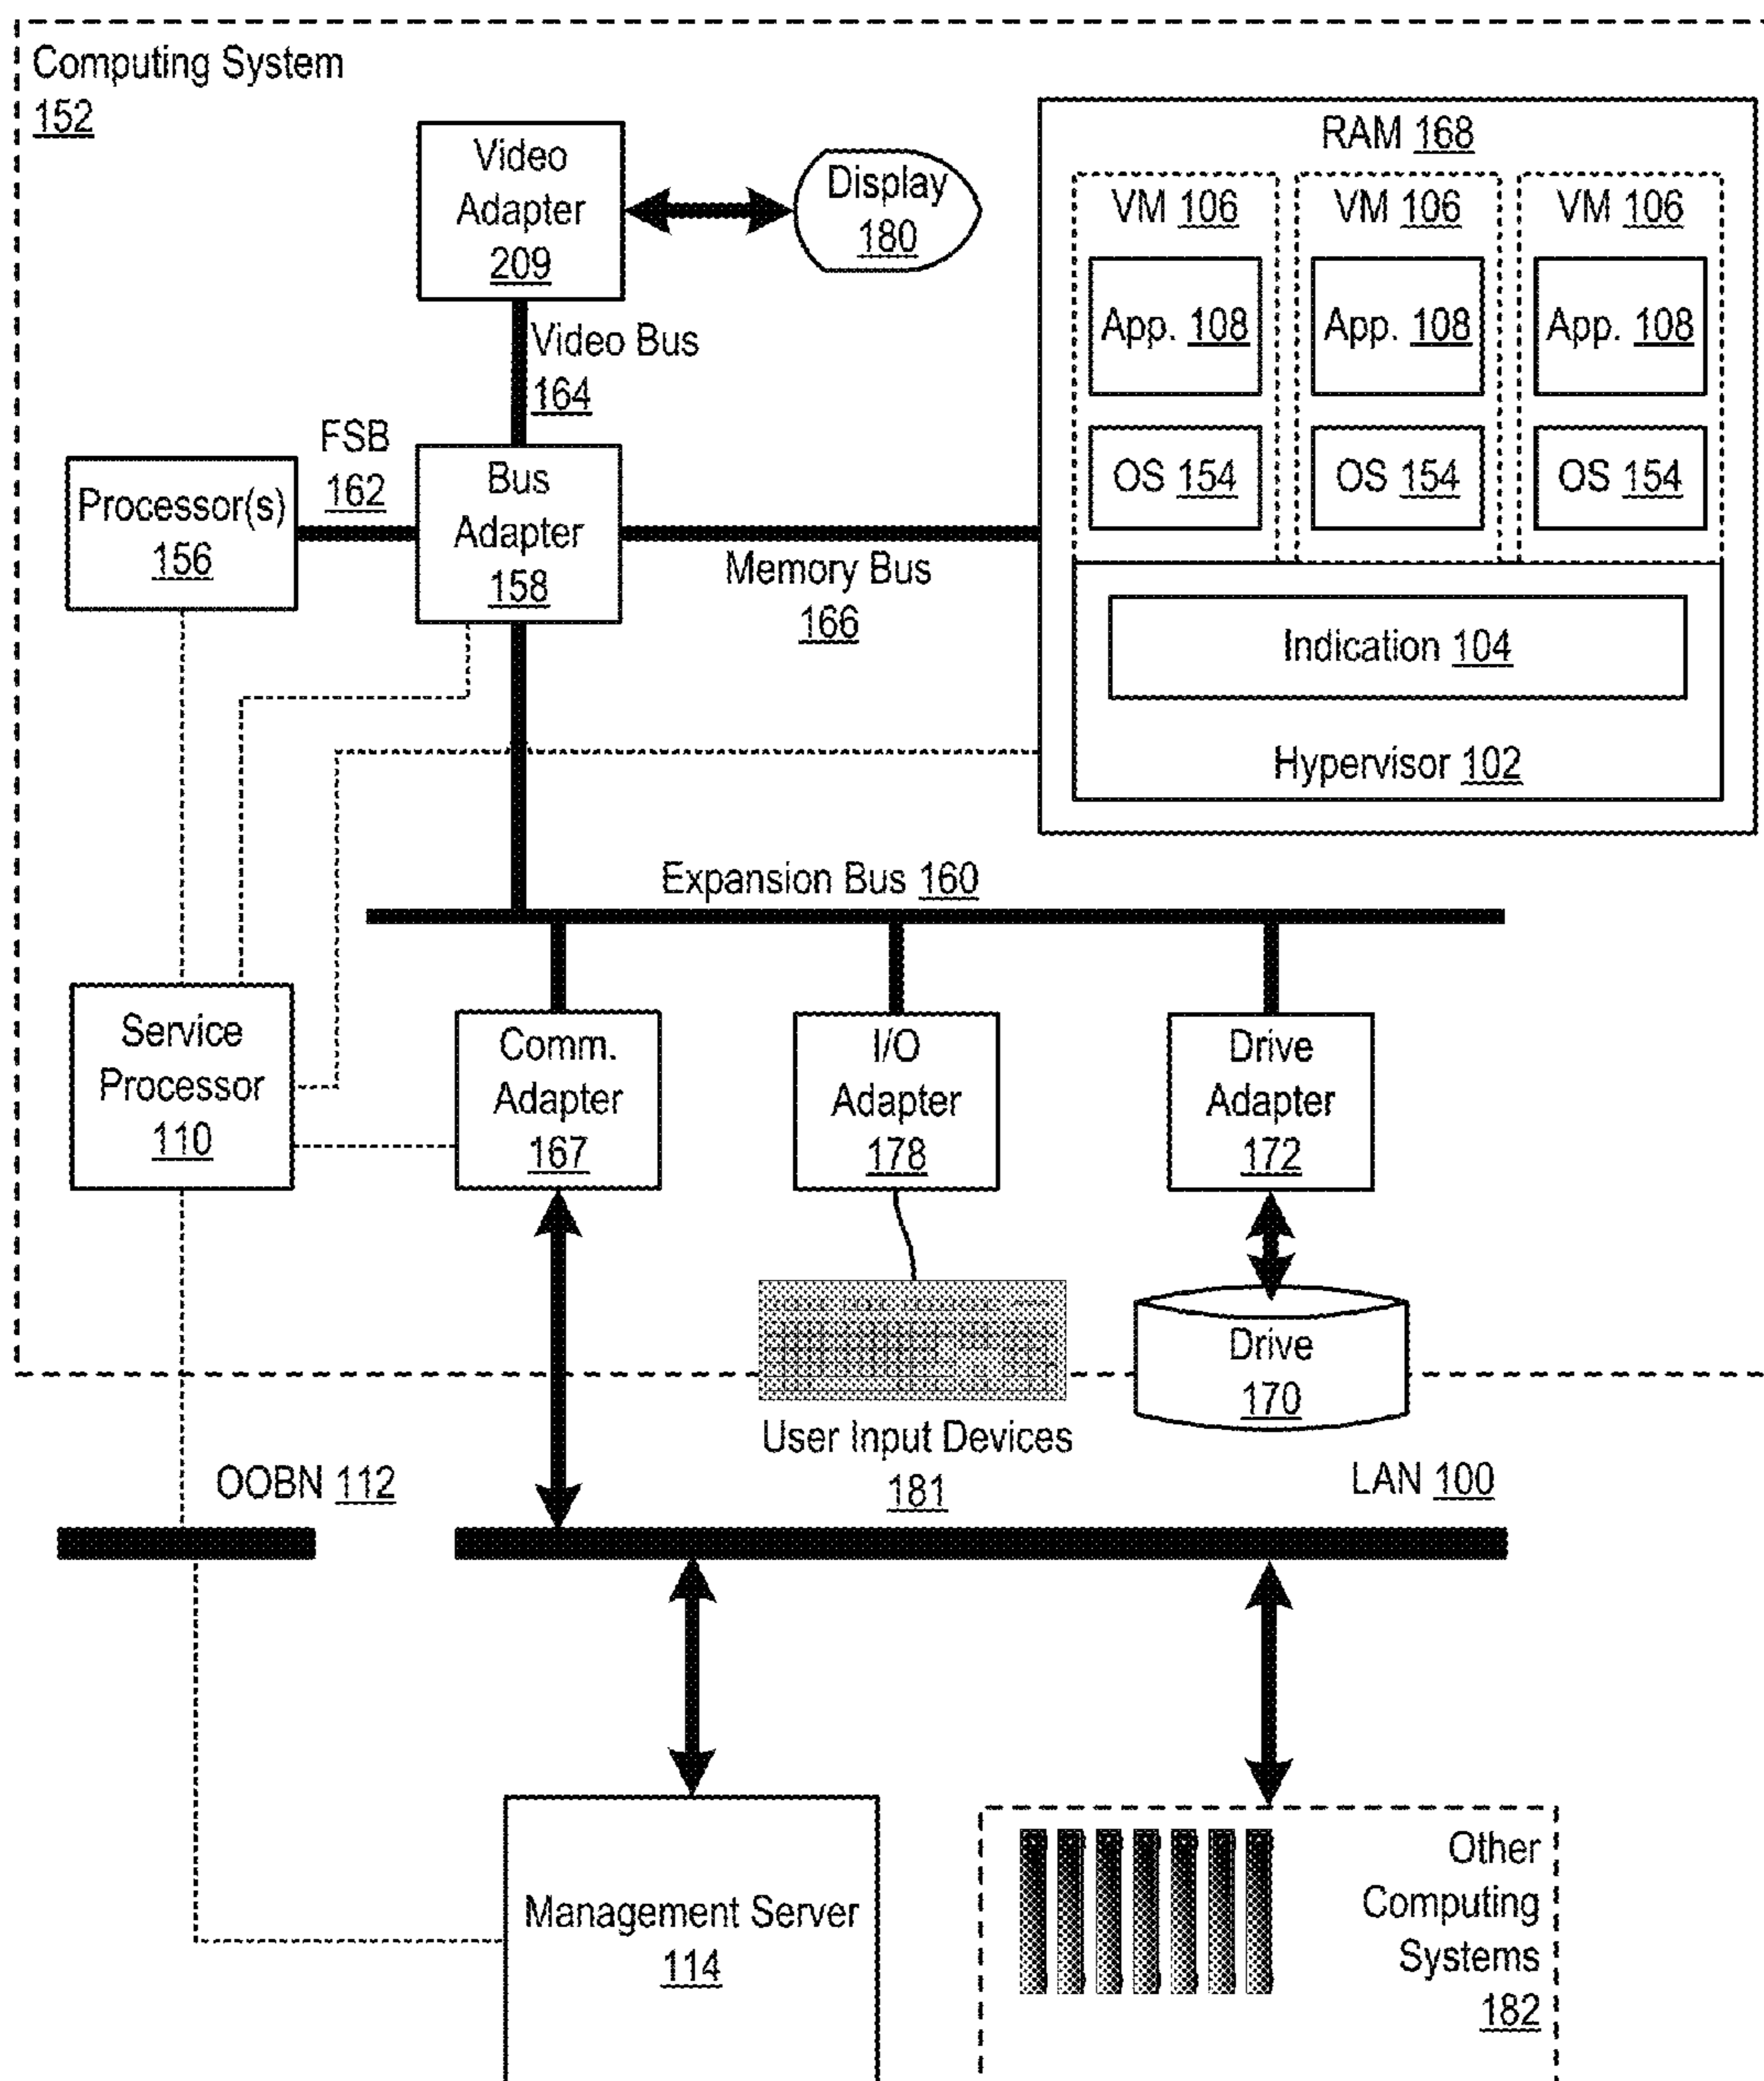 Computing System
152
Video
Adapter
209
Display
180
RAM 168
VM 106
VM 106
VM 106
App. 108
App. 108
App. 108
OS 154
OS 154
OS 154
Indication 104
Hypervisor 102
Video Bus
164
FSB
162
Processor(s)
156
Bus
Adapter
158
Memory Bus
166
Expansion Bus 160
Service
Processor
110
Comm.
Adapter
167
I/O
Adapter
178
Drive
Adapter
172
Drive
170
User Input Devices
181
OOBN 112
LAN 100
Management Server
114
Other
Computing
Systems
182